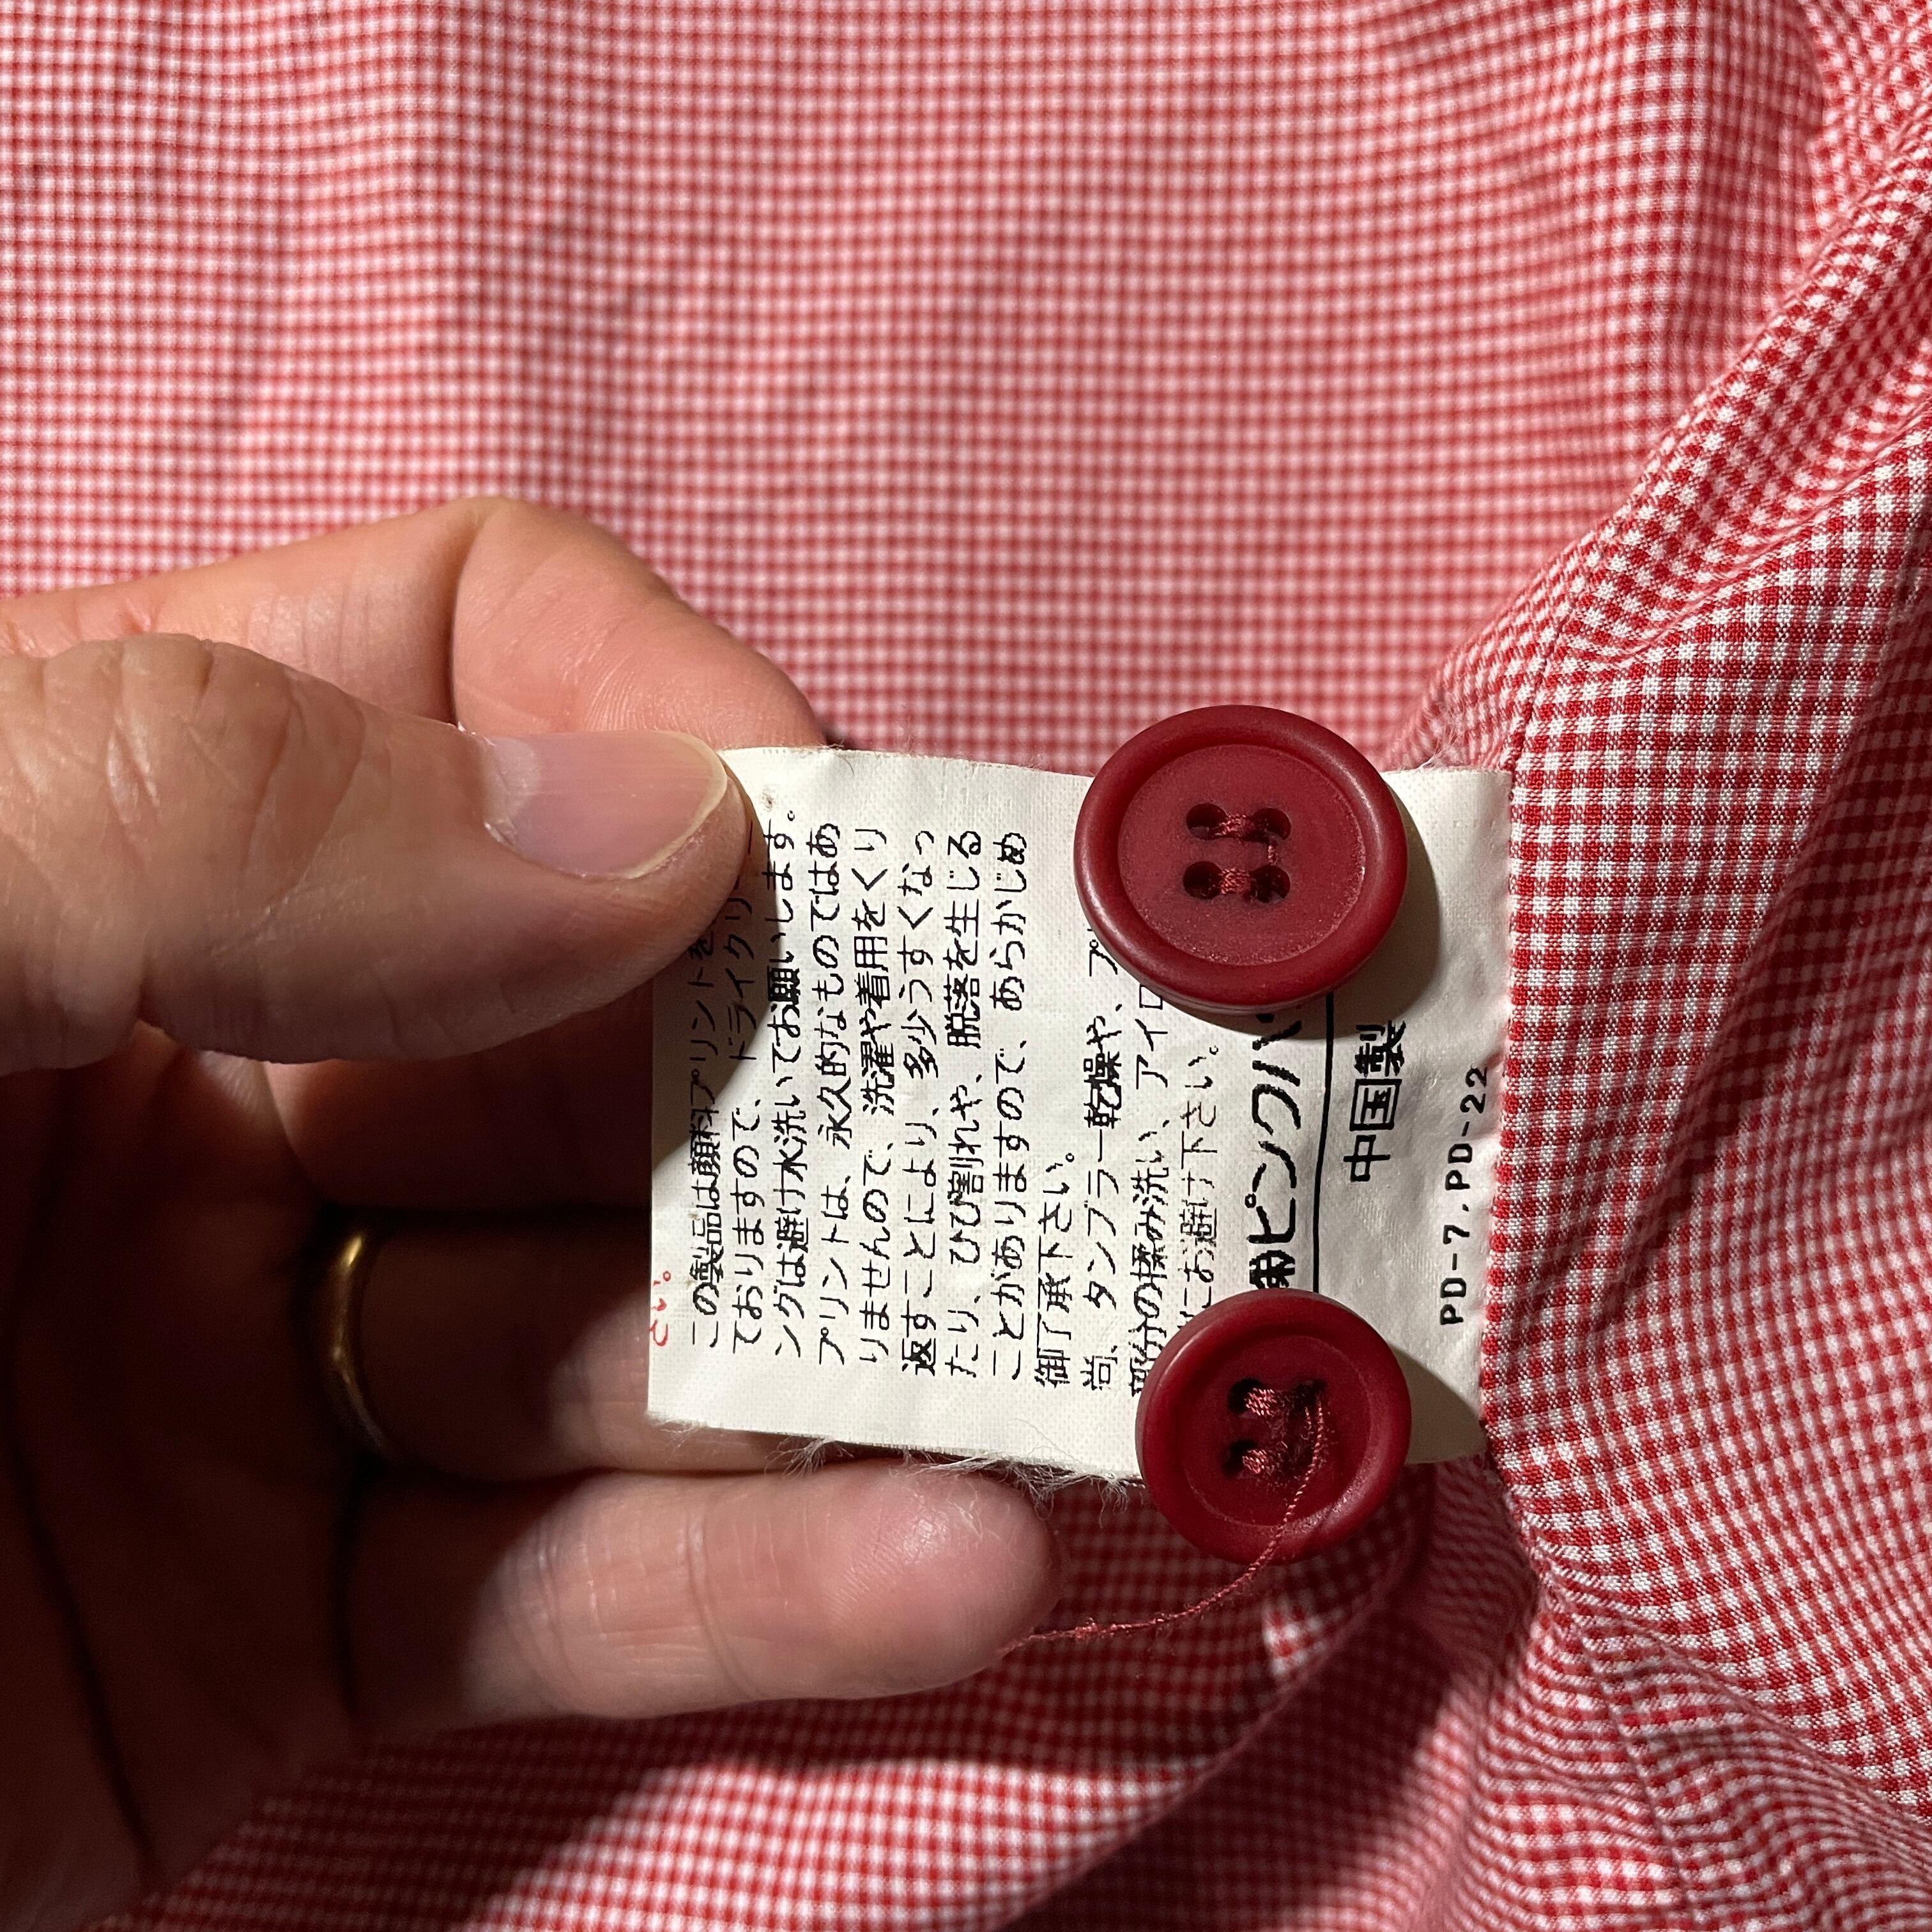 さい。
この製品は顔料プリントを
ておりますので、ドライクリー
ングは避け水洗いでお願いします。
プリントは、永久的なものではあ
りませんので、洗濯や着用をくり
返すことにより、多少うすくなっ
たり、ひび割れや、脱落を生じる
ことがありますので、あらかじめ
御了承下さい。
尚、タンブラー乾燥や、プ
部分の揉み洗い、アイロ
にお避け下さい。
ピンクハ
中国製
PD-7,PD-22